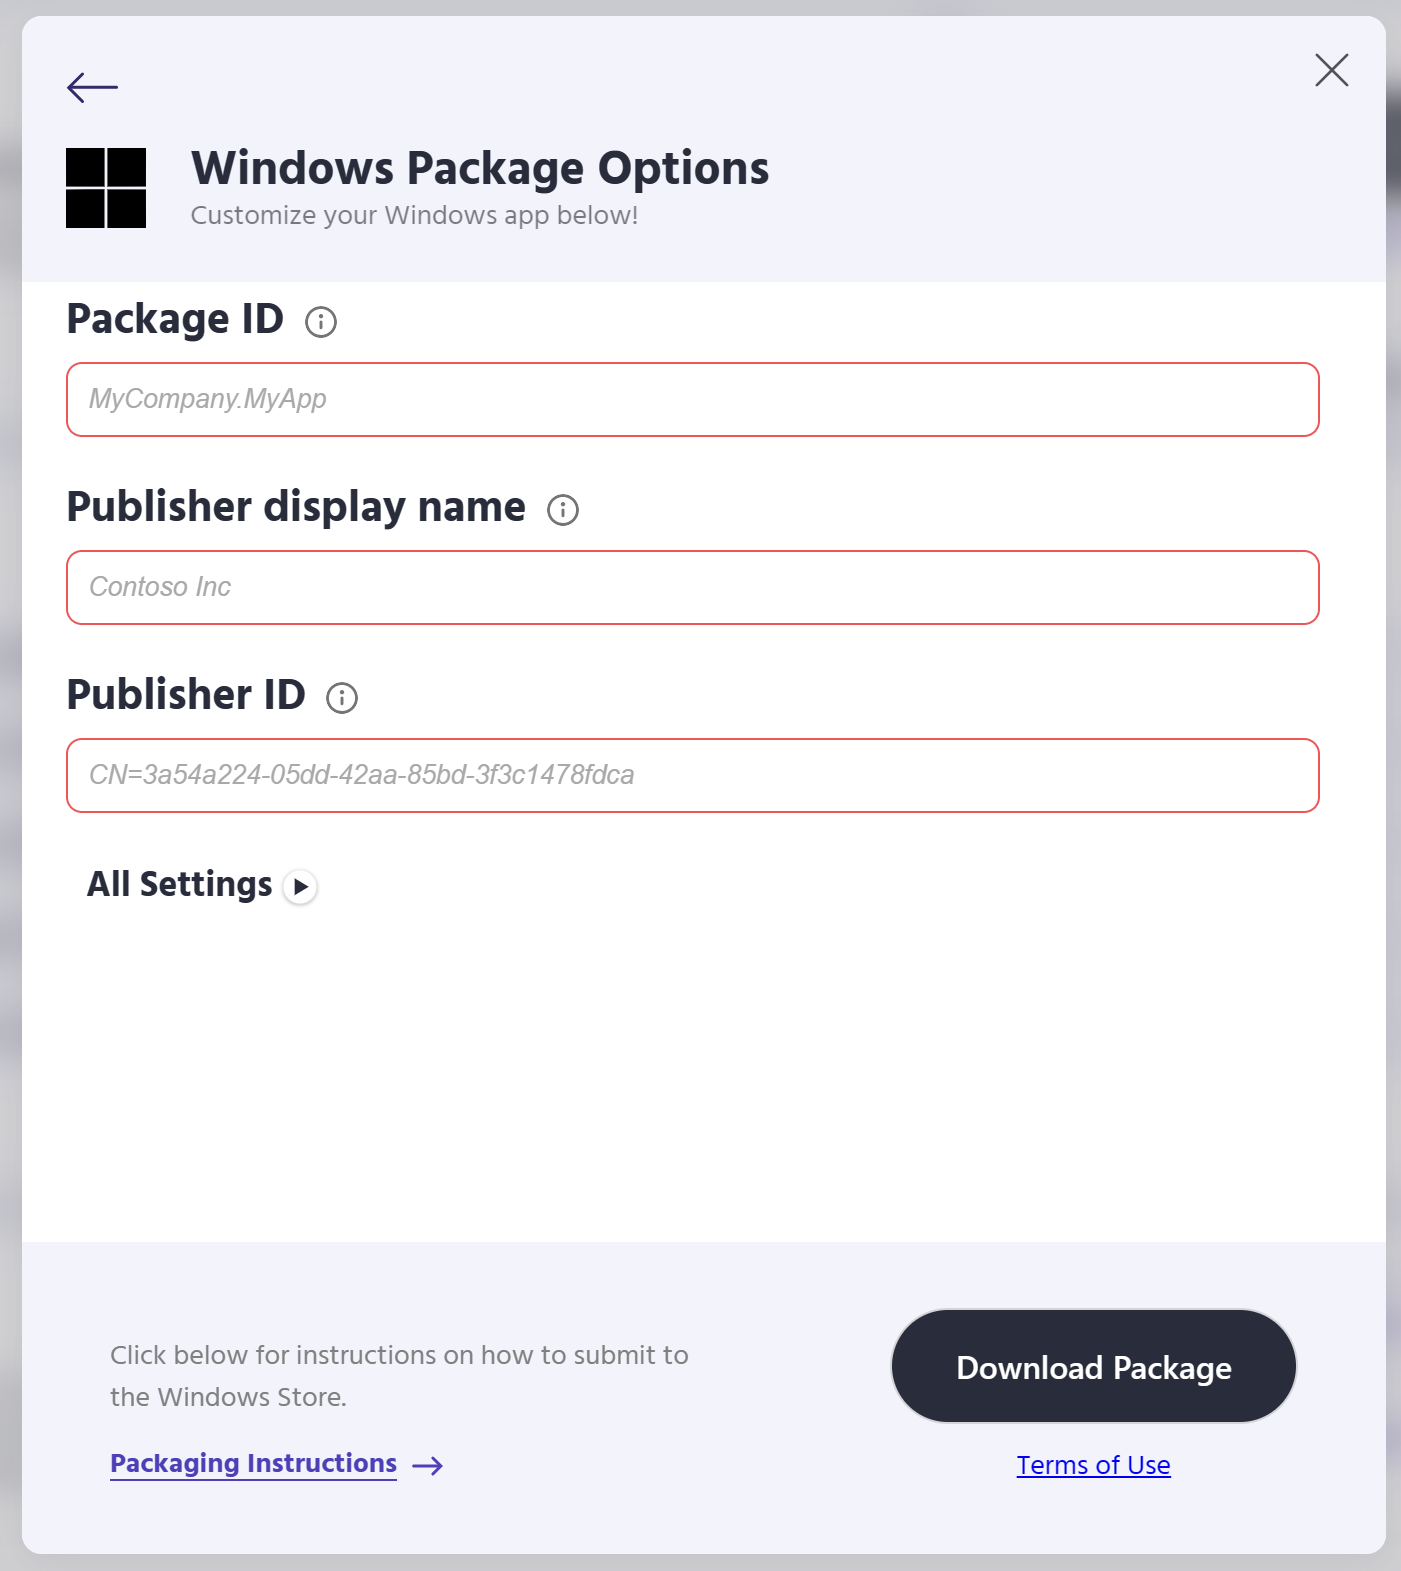 Windows Package Options
Customize your Windows app below!
Package ID
MyCompany.MyApp
Publisher display name
Contoso Inc
Publisher ID
CN=3a54a224-05dd-42aa-85bd-3f3c1478fdca
All Settings
Click below for instructions on how to submit to
the Windows Store.
Packaging Instructions
Download Package
Terms of Use